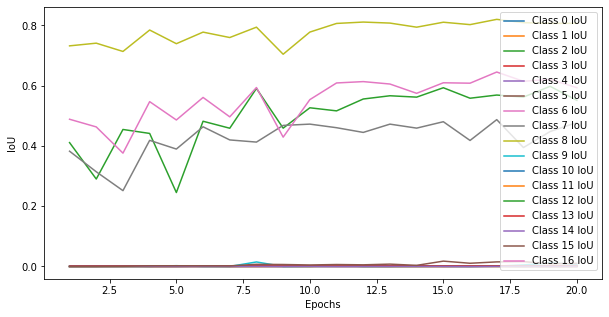 0.8
0.6
0.4
0.2
0.0
IoU
2.5 5.0 7.5 10.0 12.5 15.0 17.5 20.0
Epochs
Class 0 IoU
Class 1 IoU
Class 2 IoU
Class 3 IoU
Class 4 IoU
Class 5 IoU
Class 6 IoU
Class 7 IoU
Class 8 IoU
Class 9 IoU
Class 10 IoU
Class 11 IoU
Class 12 IoU
Class 13 IoU
Class 14 IoU
Class 15 IoU
Class 16 IoU